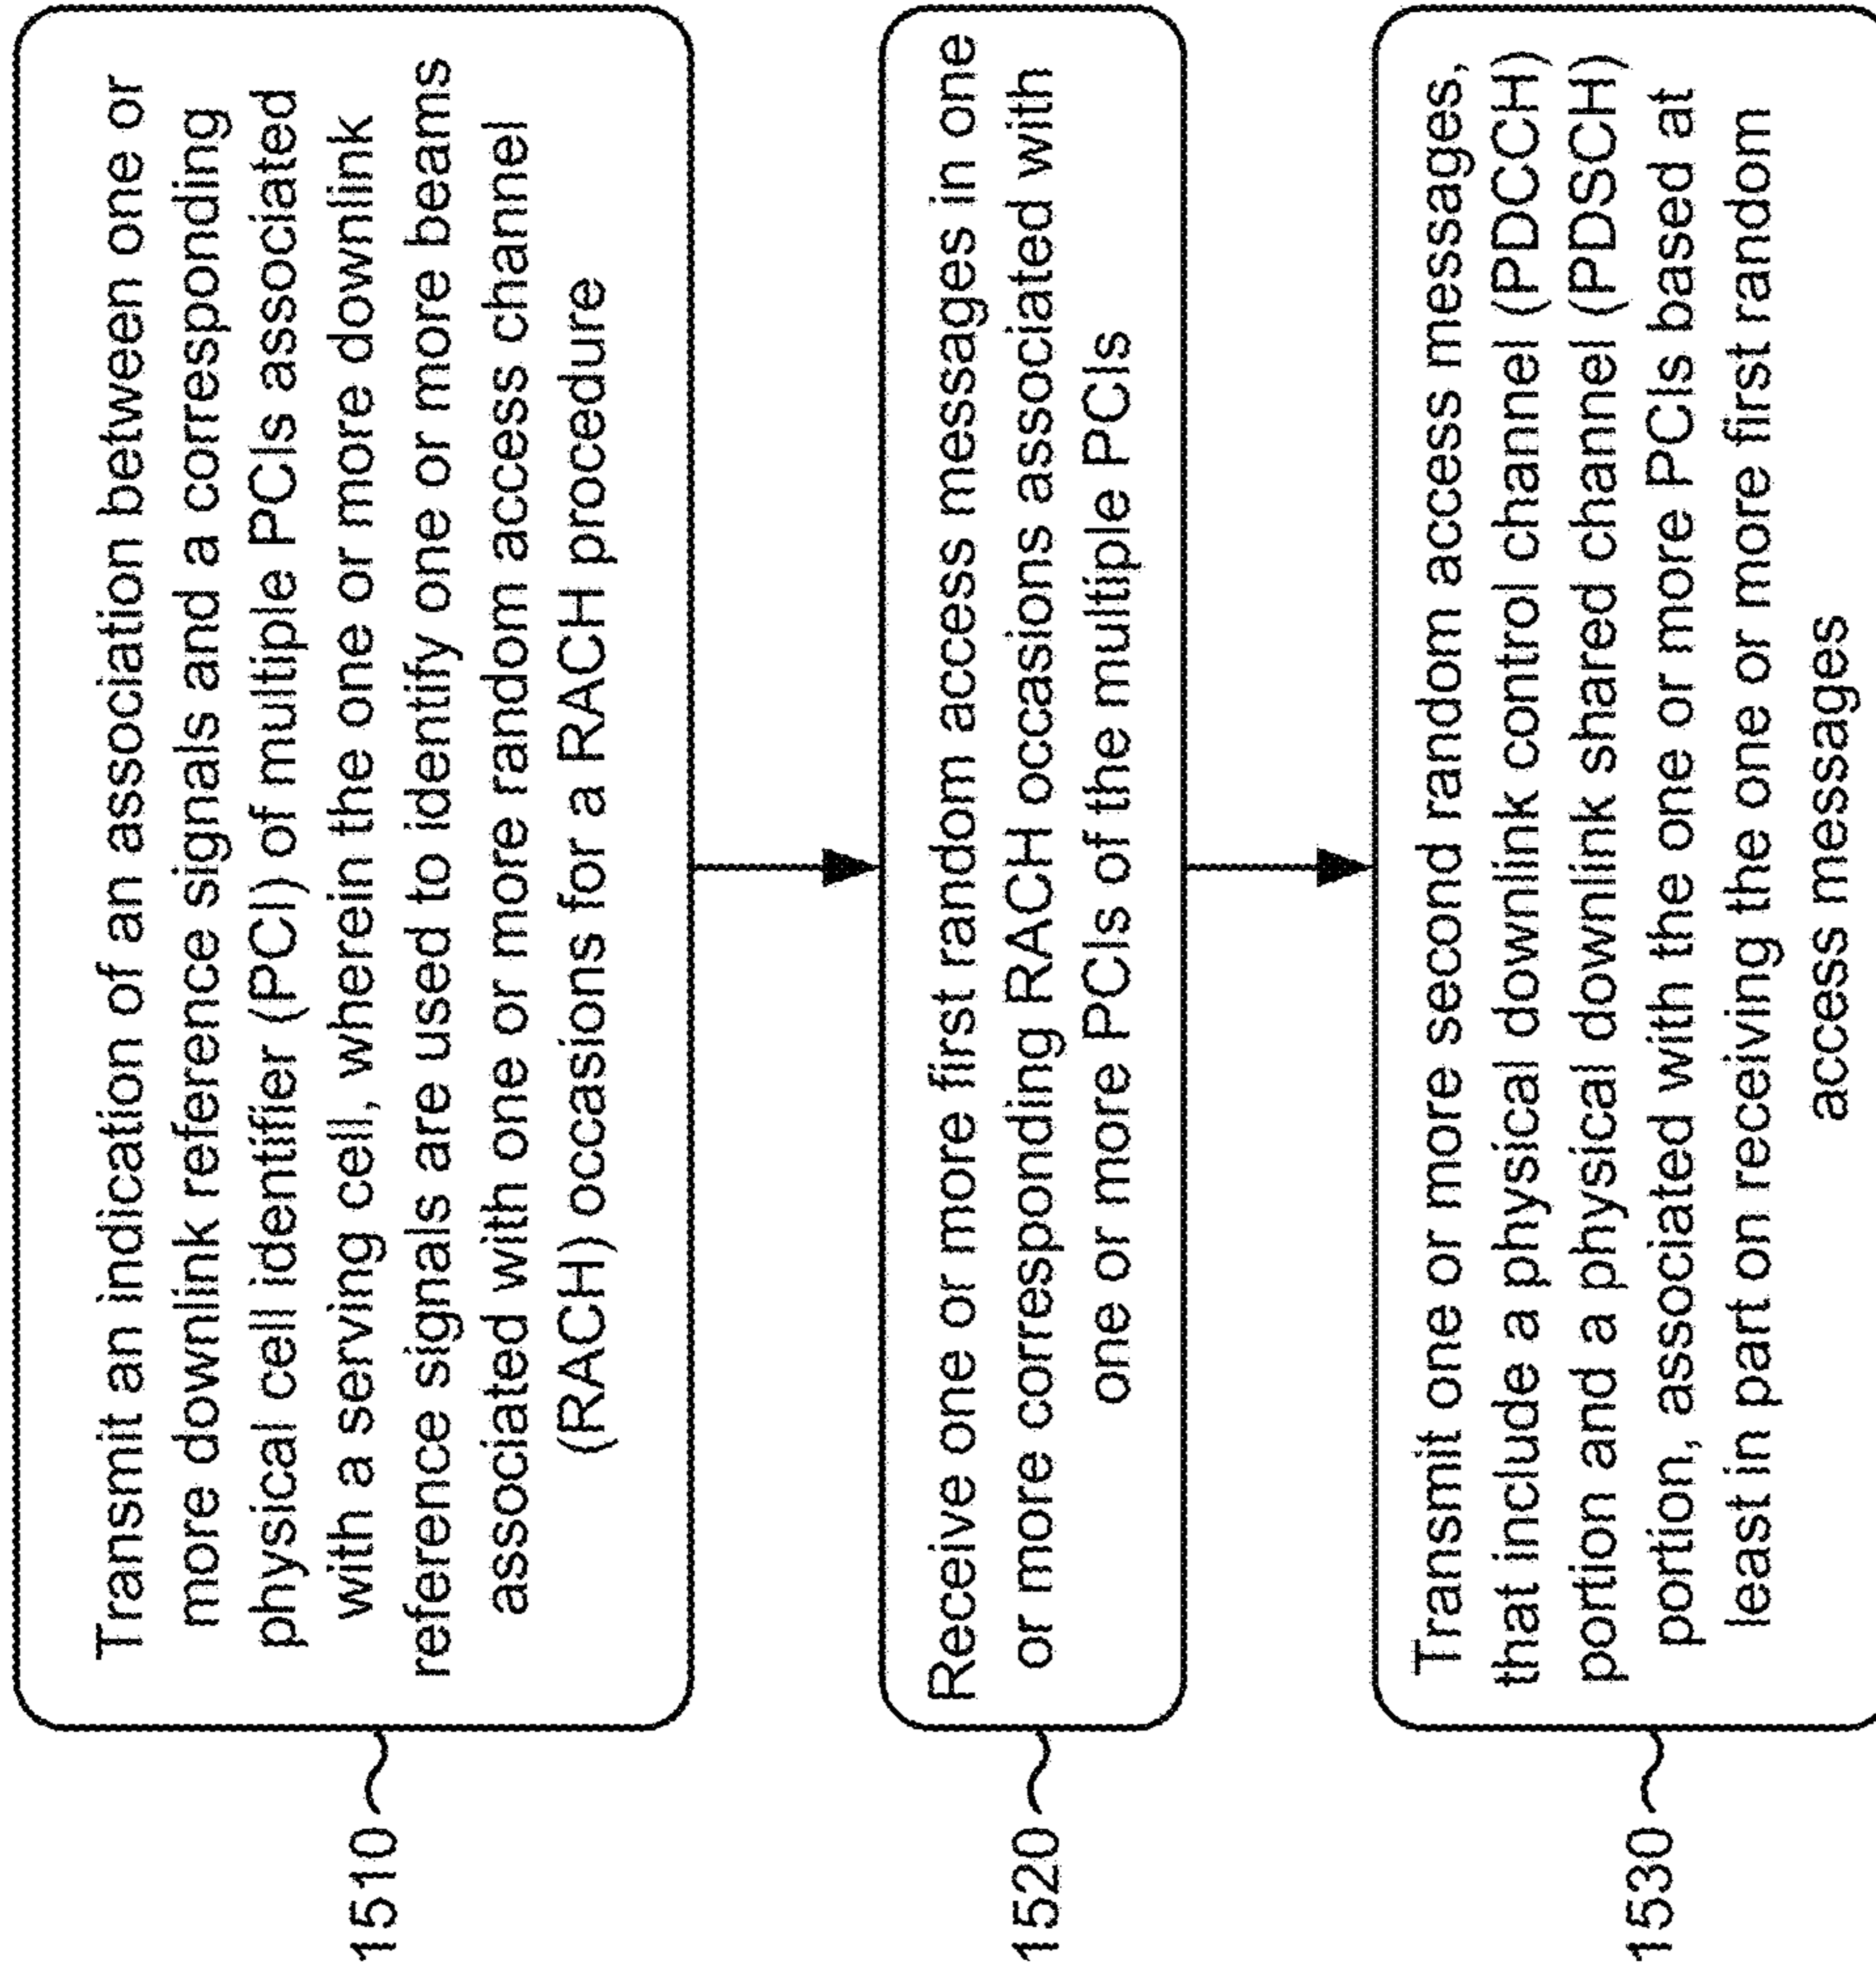 1510
Transmit an indication of an association between one or
more downlink reference signals and a corresponding
physical cell identifier (PCI) of multiple PCIs associated
with a serving cell, wherein the one or more downlink
reference signals are used to identify one or more beams
associated with one or more random access channel
(RACH) occasions for a RACH procedure
1520
Receive one or more first random access messages in one
or more corresponding RACH occasions associated with
one or more PCIs of the multiple PCIs
1530
Transmit one or more second random access messages,
that include a physical downlink control channel (PDCCH)
portion and a physical downlink shared channel (PDSCH)
portion, associated with the one or more PCIs based at
least in part on receiving the one or more first random
access messages